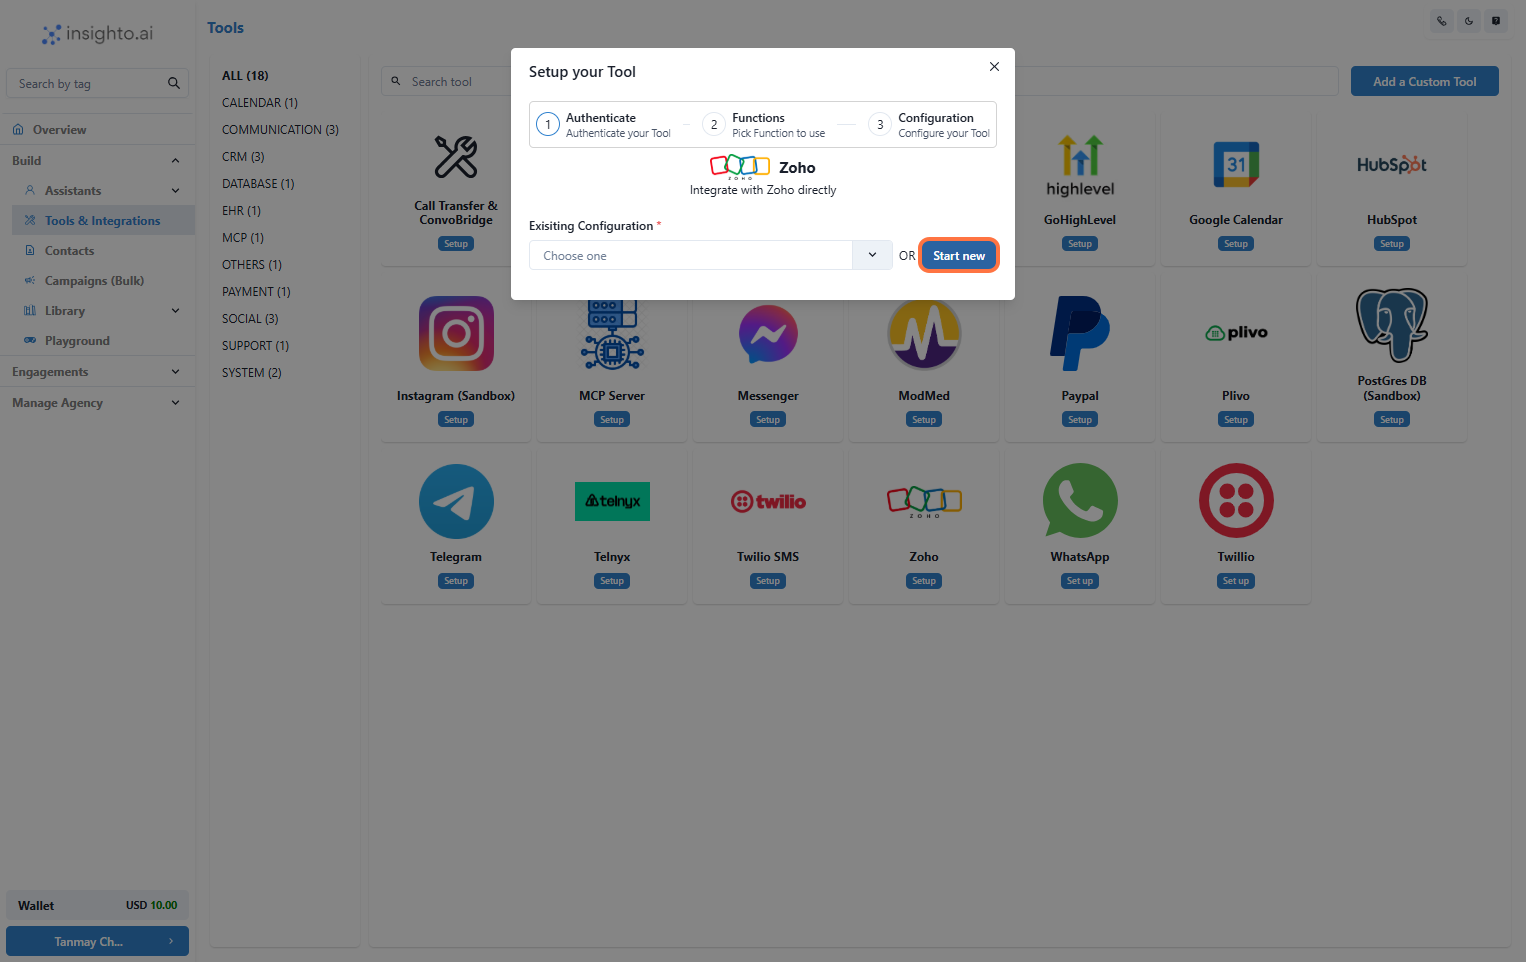 insighto.ai
Tools
Search by tag
Overview
Build
Assistants
Tools & Integrations
Contacts
Campaigns (Bulk)
Library
Playground
Engagements
Manage Agency
Wallet
USD 10.00
Tanmay Ch...
ALL (18)
CALENDAR (1)
COMMUNICATION (3)
CRM (3)
DATABASE (1)
EHR (1)
MCP (1)
OTHERS (1)
PAYMENT (1)
SOCIAL (3)
SUPPORT (1)
SYSTEM (2)
Search tool
Add a Custom Tool
Setup your Tool
1
Authenticate
Authenticate your Tool
2
Functions
Pick Function to use
3
Configuration
Configure your Tool
ZOHO
Zoho
Integrate with Zoho directly
Exisiting Configuration *
Choose one
OR
Start new
Call Transfer &
ConvoBridge
Setup
highlevel
GoHighLevel
Setup
31
Google Calendar
Setup
HubSpot
HubSpot
Setup
Instagram (Sandbox)
Setup
MCP Server
Setup
Messenger
Setup
ModMed
Setup
Paypal
Setup
plivo
Plivo
Setup
PostGres DB
(Sandbox)
Setup
Telegram
Setup
telnyx
Telnyx
Setup
twilio
Twilio SMS
Setup
ZOHO
Zoho
Setup
WhatsApp
Set up
Twillio
Set up